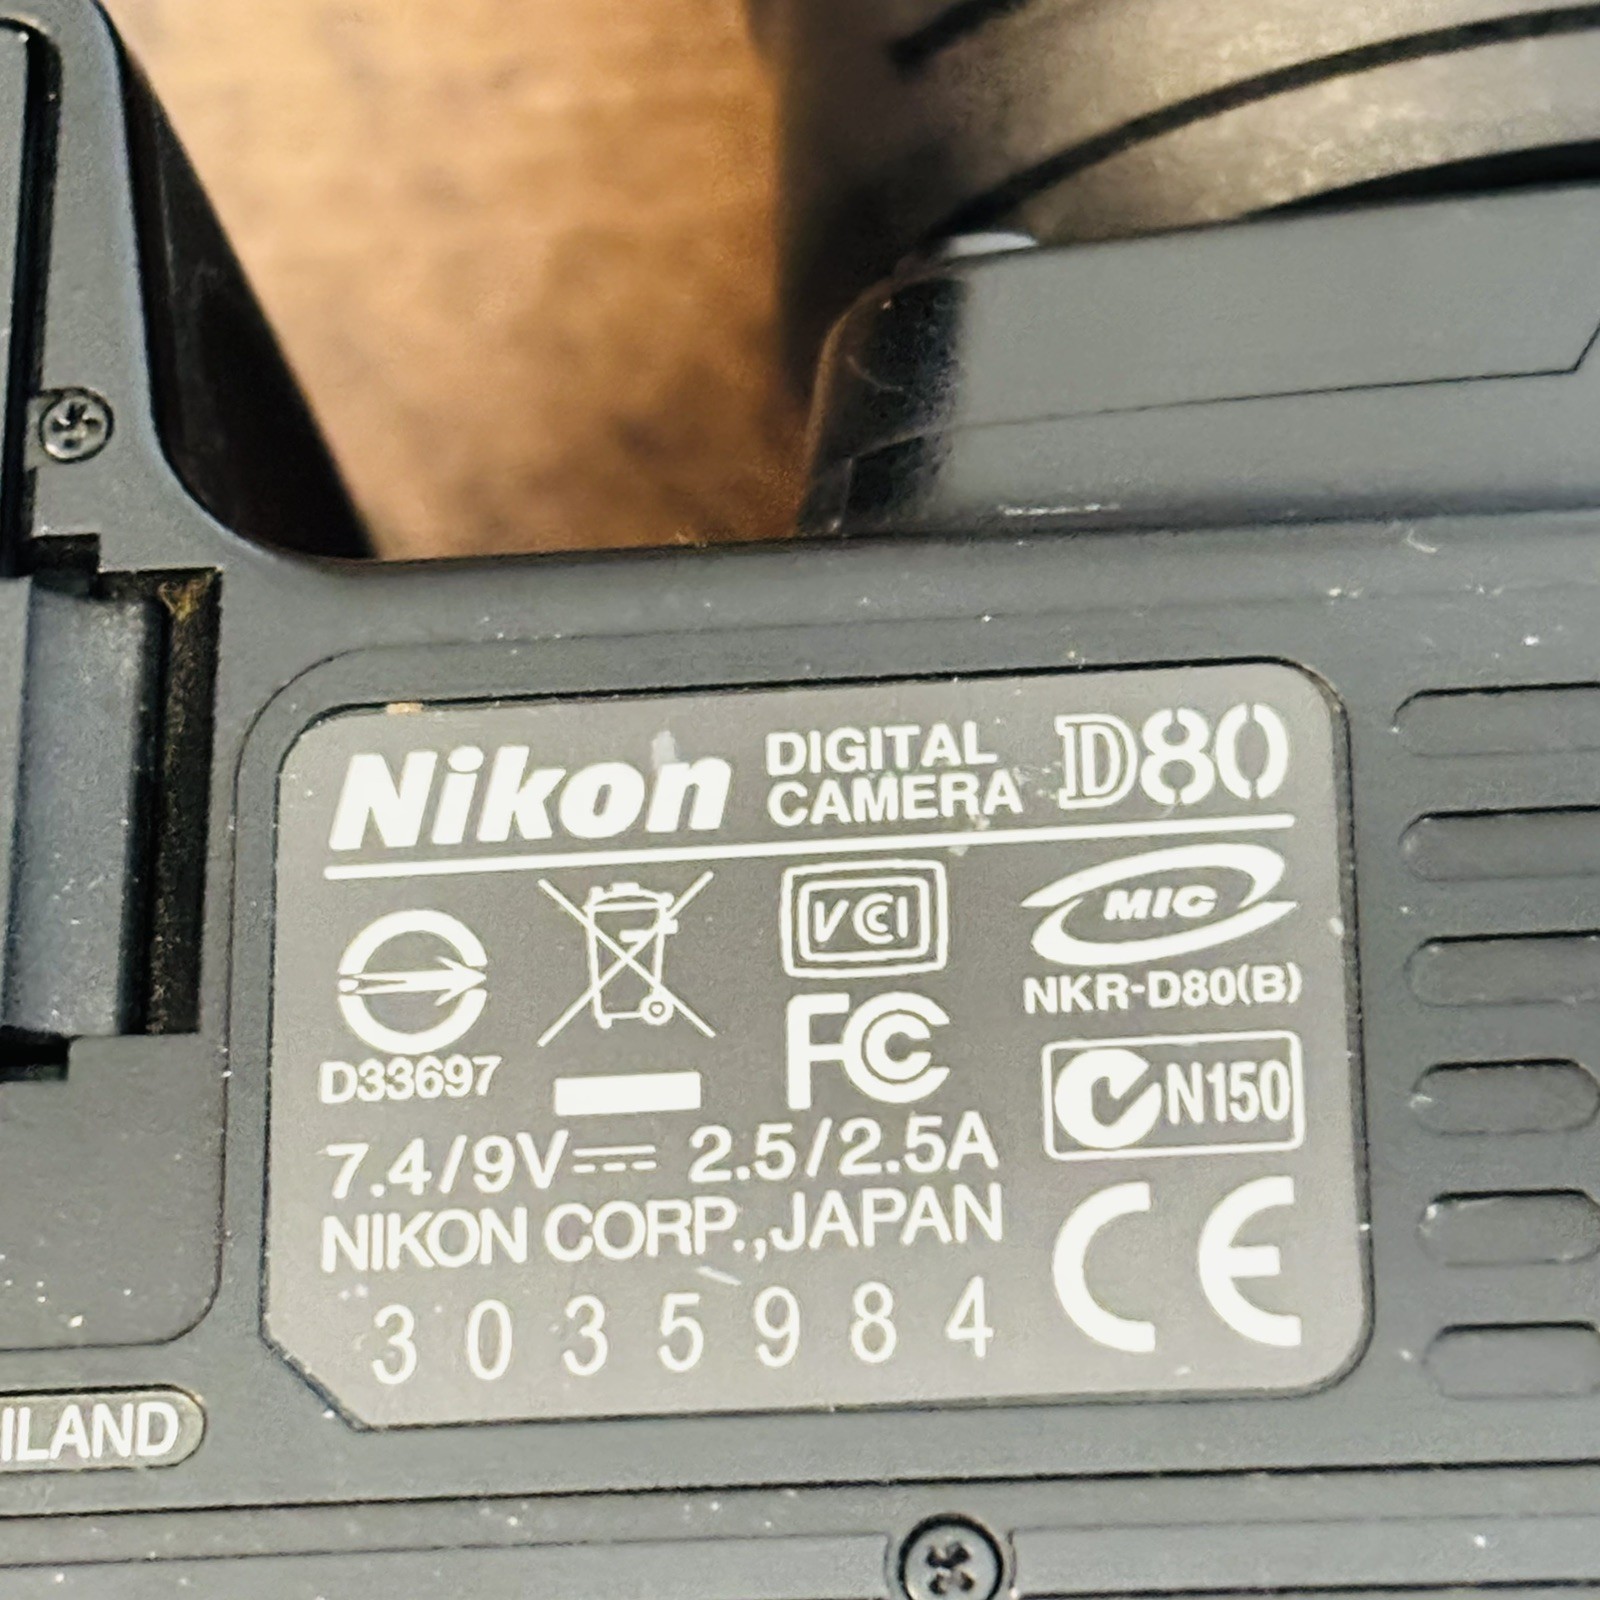 Nikon DIGITAL CAMERA D80
VCCI
MIC
NKR-D80(B)
FC
D33697
N150
7.4/9V⎓ 2.5/2.5A
NIKON CORP.,JAPAN
CE
3035984
ILAND